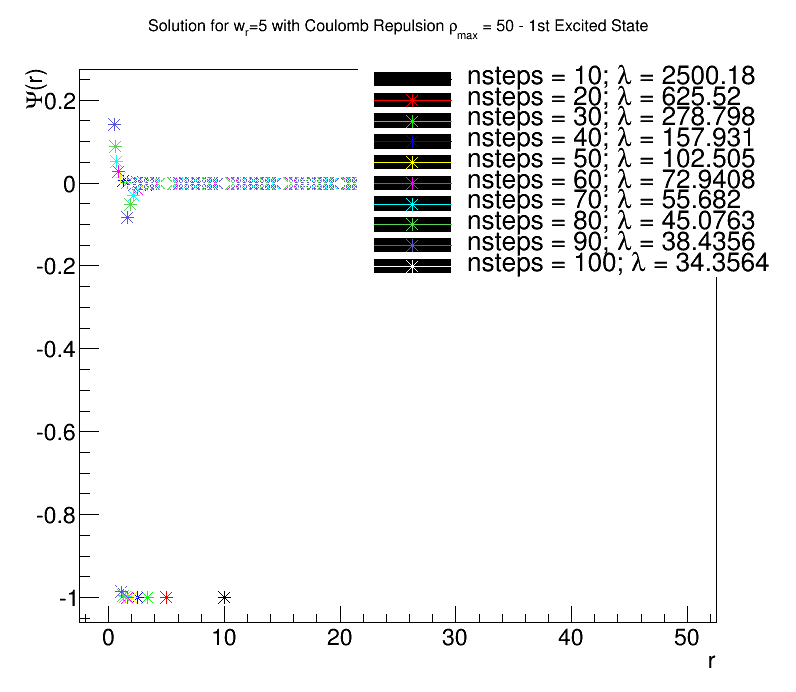 Solution for wr=5 with Coulomb Repulsion ρmax = 50 - 1st Excited State
Ψ(r)
nsteps = 10; λ = 2500.18
nsteps = 20; λ = 625.52
nsteps = 30; λ = 278.798
nsteps = 40; λ = 157.931
nsteps = 50; λ = 102.505
nsteps = 60; λ = 72.9408
nsteps = 70; λ = 55.682
nsteps = 80; λ = 45.0763
nsteps = 90; λ = 38.4356
nsteps = 100; λ = 34.3564
0.2
0
-0.2
-0.4
-0.6
-0.8
-1
0 10 20 30 40 50
r